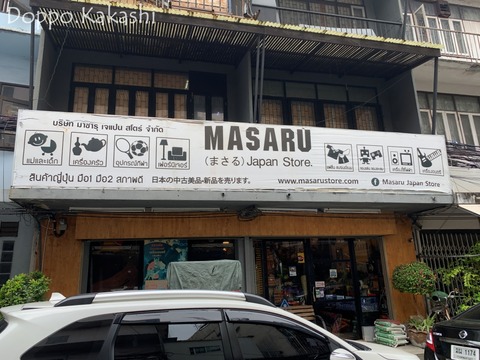 Doppo Kakashi
บริษัท มาซารุ เจแปน สโตร์ จำกัด
MASARU
(まさる) Japan Store.
แม่และเด็ก
เครื่องครัว
อุปกรณ์กีฬา
เฟอร์นิเจอร์
สินค้าญี่ปุ่น มือ1 มือ2 สภาพดี
日本の中古美品・新品を売ります。
www.masarustore.com
Masaru Japan Store